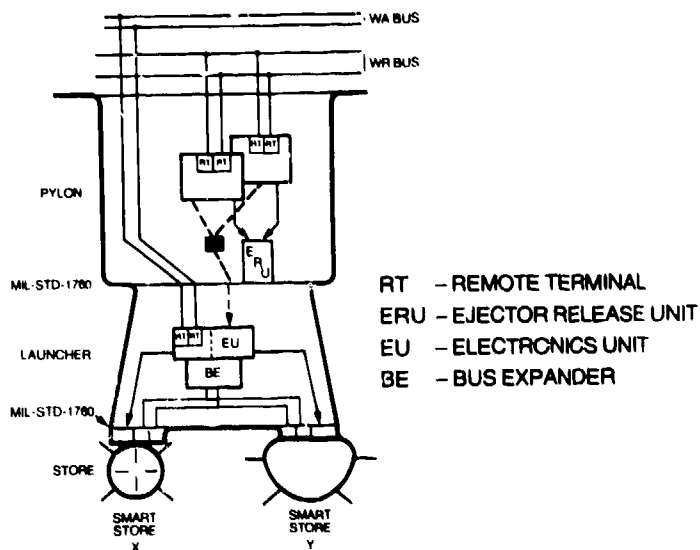 WA BUS
WR BUS
RT RT
RT RT
PYLON
ERU
MIL-STD-1760
RT RT
EU
LAUNCHER
BE
MIL-STD-1760
STORE
SMART
STORE
X
SMART
STORE
Y
RT – REMOTE TERMINAL
ERU – EJECTOR RELEASE UNIT
EU – ELECTRONICS UNIT
BE – BUS EXPANDER